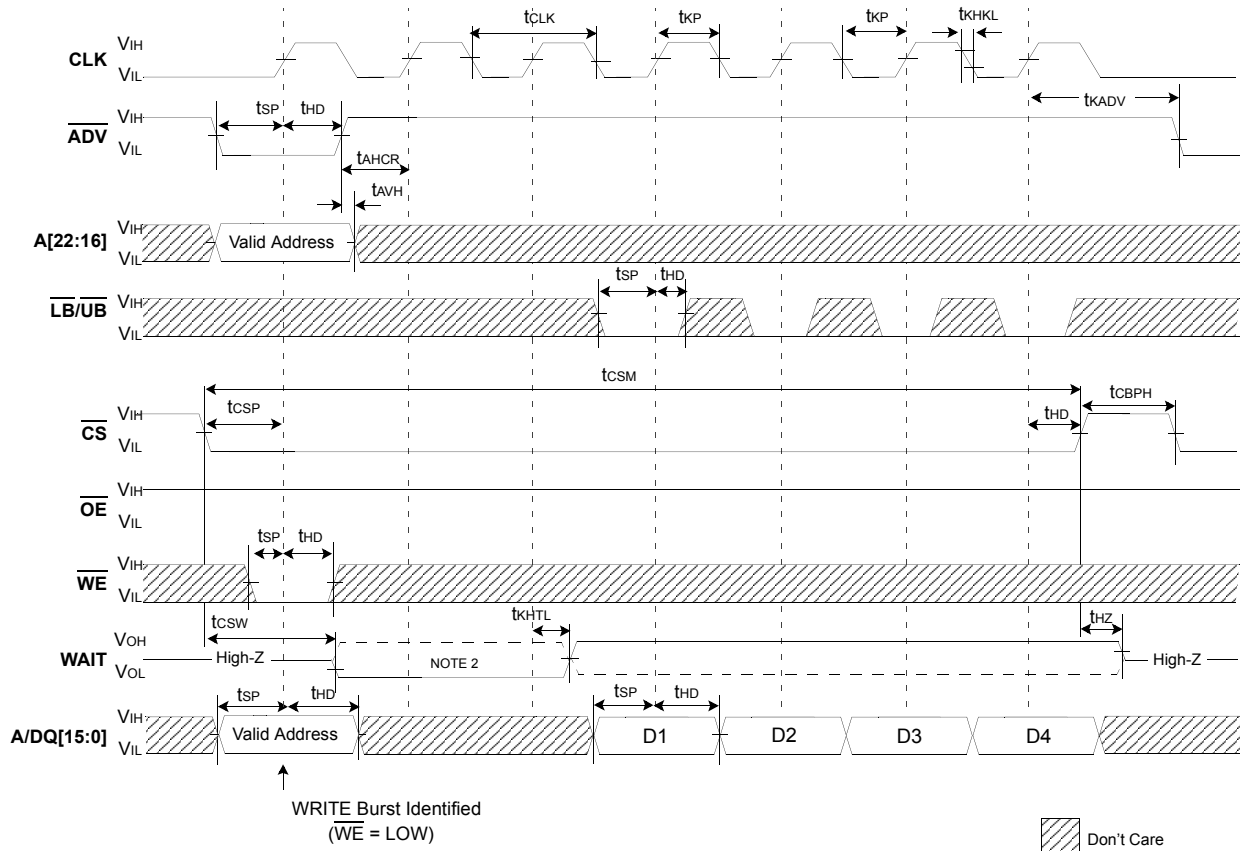 tCLK tKP tKP tKHKL
CLK VIH
VIL
tKADV
tSP tHD
ADV VIH
VIL
tAHCR
tAVH
A[22:16] VIH Valid Address
VIL
tSP tHD
LB/UB VIH
VIL
tCSM
tCSP tHD tCBPH
CS VIH
VIL
OE VIH
VIL
tSP tHD
WE VIH
VIL
tCSW tKHTL tHZ
WAIT VOH High-Z NOTE 2 High-Z
VOL
tSP tHD tSP tHD
A/DQ[15:0] VIH Valid Address D1 D2 D3 D4
VIL
WRITE Burst Identified
(WE = LOW)
Don't Care